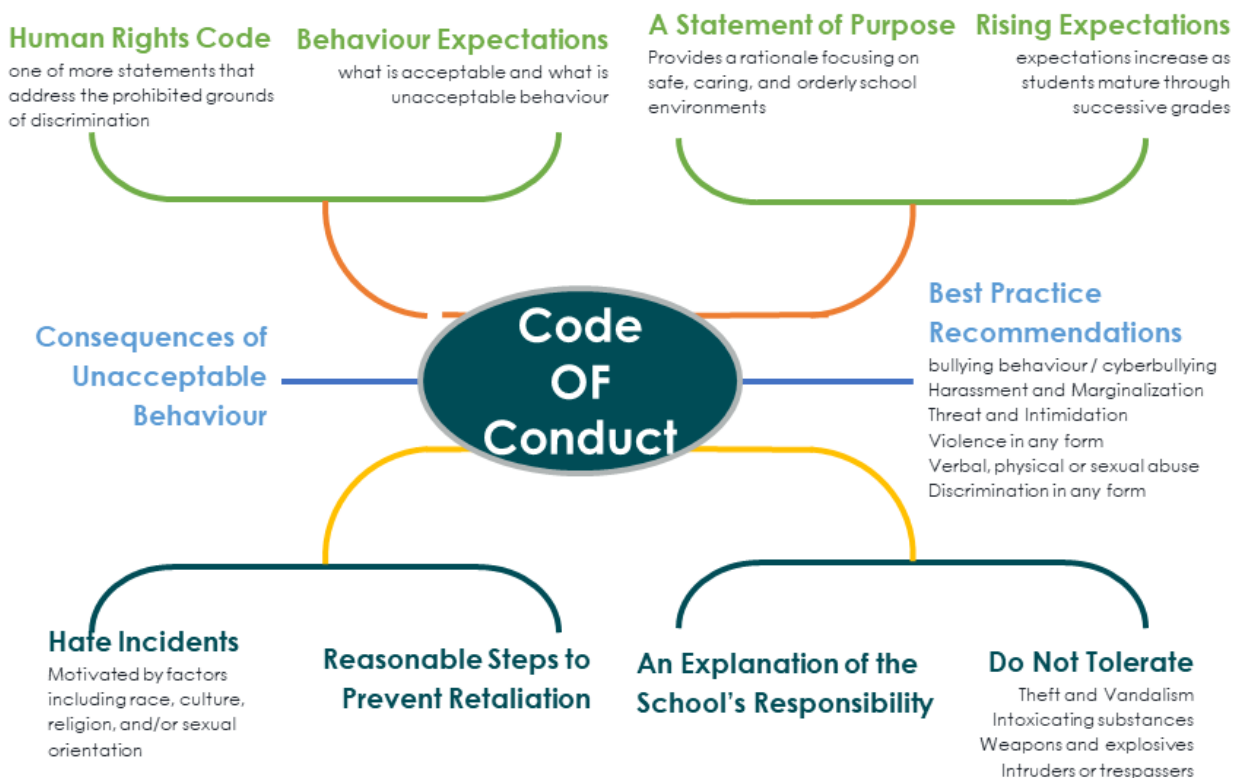 Human Rights Code
one of more statements that
address the prohibited grounds
of discrimination
Behaviour Expectations
what is acceptable and what is
unacceptable behaviour
A Statement of Purpose
Provides a rationale focusing on
safe, caring, and orderly school
environments
Rising Expectations
expectations increase as
students mature through
successive grades
Consequences of
Unacceptable
Behaviour
Code
OF
Conduct
Best Practice
Recommendations
bullying behaviour / cyberbullying
Harassment and Marginalization
Threat and Intimidation
Violence in any form
Verbal, physical or sexual abuse
Discrimination in any form
Hate Incidents
Motivated by factors
including race, culture,
religion, and/or sexual
orientation
Reasonable Steps to
Prevent Retaliation
An Explanation of the
School's Responsibility
Do Not Tolerate
Theft and Vandalism
Intoxicating substances
Weapons and explosives
Intruders or trespassers